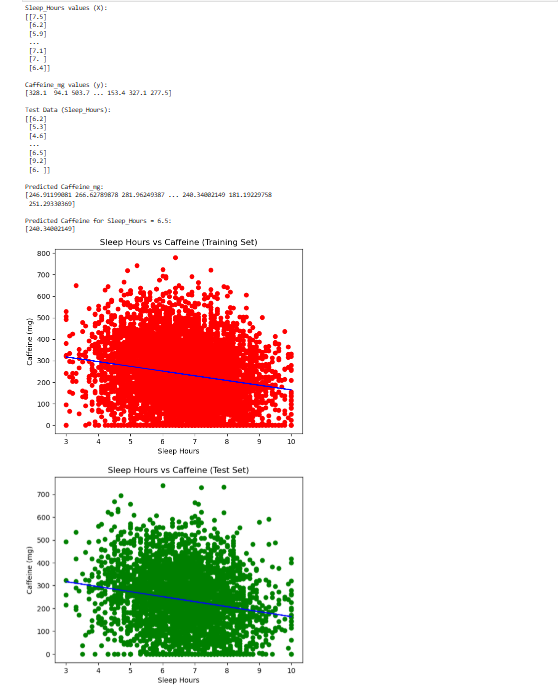 Sleep_Hours values (X):
[[7.5]
[6.2]
[5.9]
...
[7.1]
[7. ]
[6.4]]
Caffeine_mg values (y):
[328.1 94.1 503.7 ... 153.4 327.1 277.5]
Test Data (Sleep_Hours):
[[6.2]
[5.3]
[4.6]
...
[6.5]
[9.2]
[6. ]]
Predicted Caffeine_mg:
[246.91199081 266.62789878 281.96249387 ... 240.34002149 181.19229758
251.29330369]
Predicted Caffeine for Sleep_Hours = 6.5:
[240.34002149]
Sleep Hours vs Caffeine (Training Set)
800
700
600
500
400
300
200
100
0
Caffeine (mg)
3 4 5 6 7 8 9 10
Sleep Hours
Sleep Hours vs Caffeine (Test Set)
700
600
500
400
300
200
100
0
Caffeine (mg)
3 4 5 6 7 8 9 10
Sleep Hours